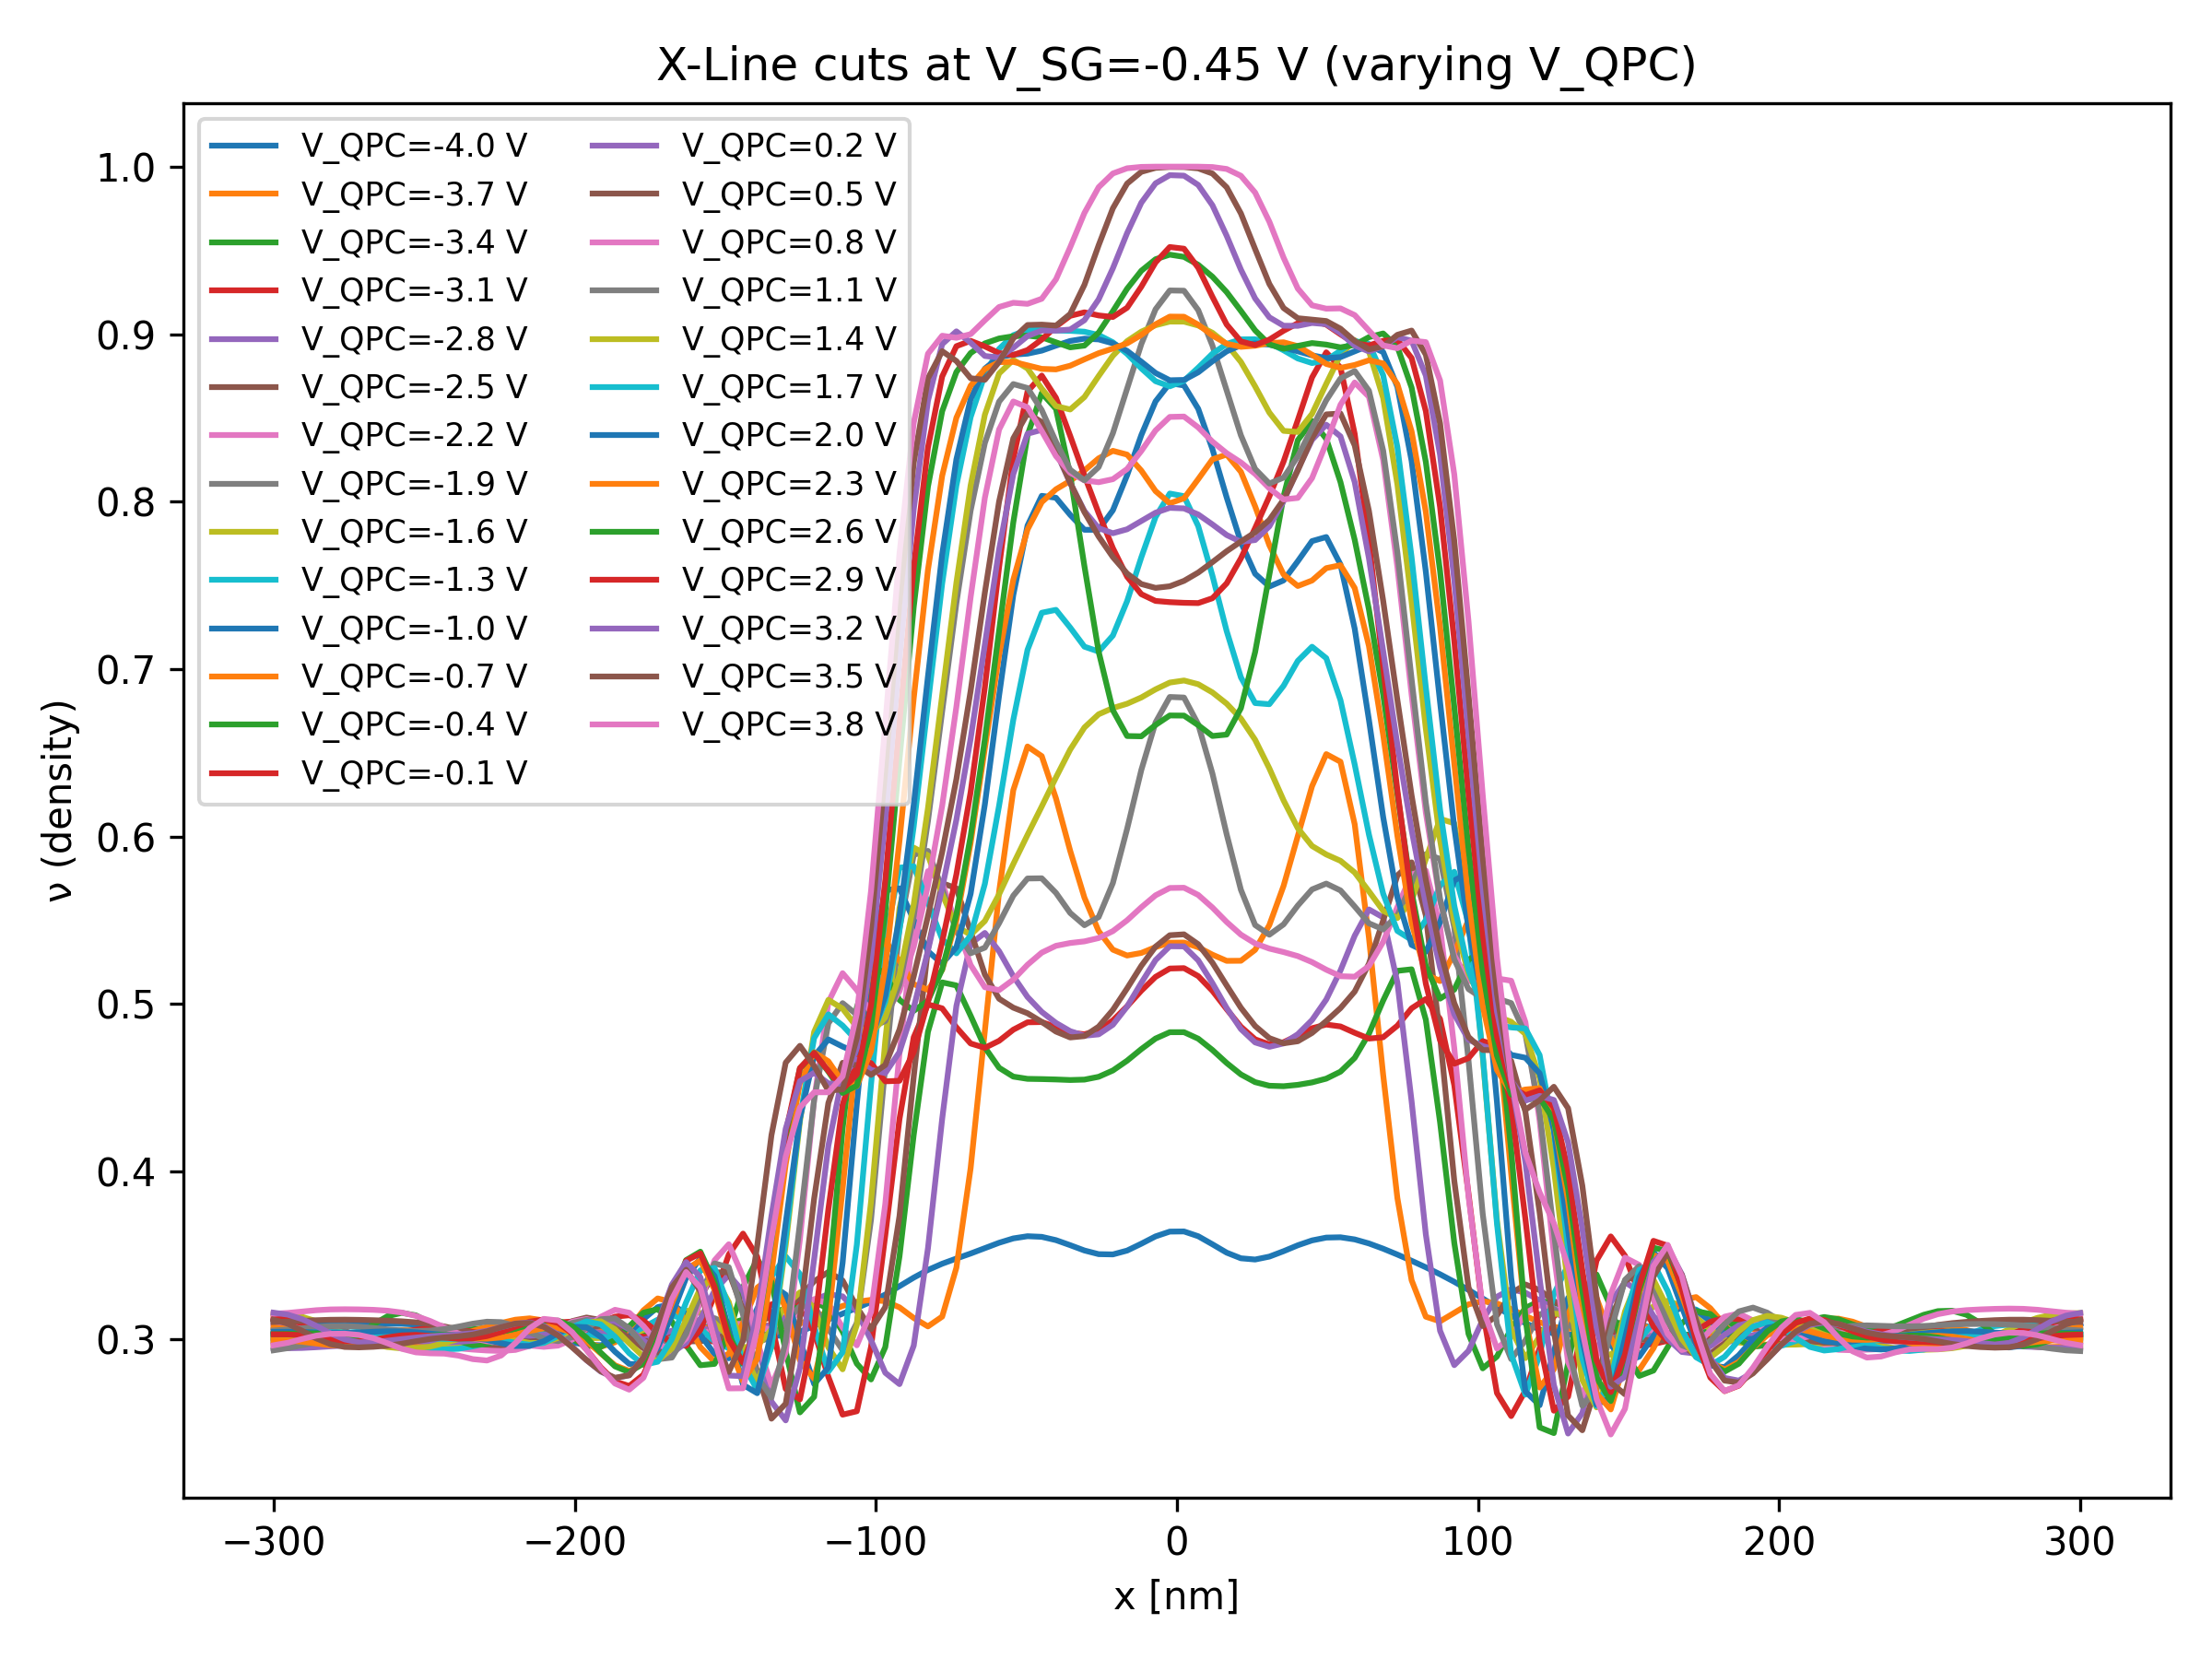 X-Line cuts at V_SG=-0.45 V (varying V_QPC)
V_QPC=-4.0 V
V_QPC=-3.7 V
V_QPC=-3.4 V
V_QPC=-3.1 V
V_QPC=-2.8 V
V_QPC=-2.5 V
V_QPC=-2.2 V
V_QPC=-1.9 V
V_QPC=-1.6 V
V_QPC=-1.3 V
V_QPC=-1.0 V
V_QPC=-0.7 V
V_QPC=-0.4 V
V_QPC=-0.1 V
V_QPC=0.2 V
V_QPC=0.5 V
V_QPC=0.8 V
V_QPC=1.1 V
V_QPC=1.4 V
V_QPC=1.7 V
V_QPC=2.0 V
V_QPC=2.3 V
V_QPC=2.6 V
V_QPC=2.9 V
V_QPC=3.2 V
V_QPC=3.5 V
V_QPC=3.8 V
1.0
0.9
0.8
0.7
0.6
0.5
0.4
0.3
ν (density)
−300
−200
−100
0
100
200
300
x [nm]